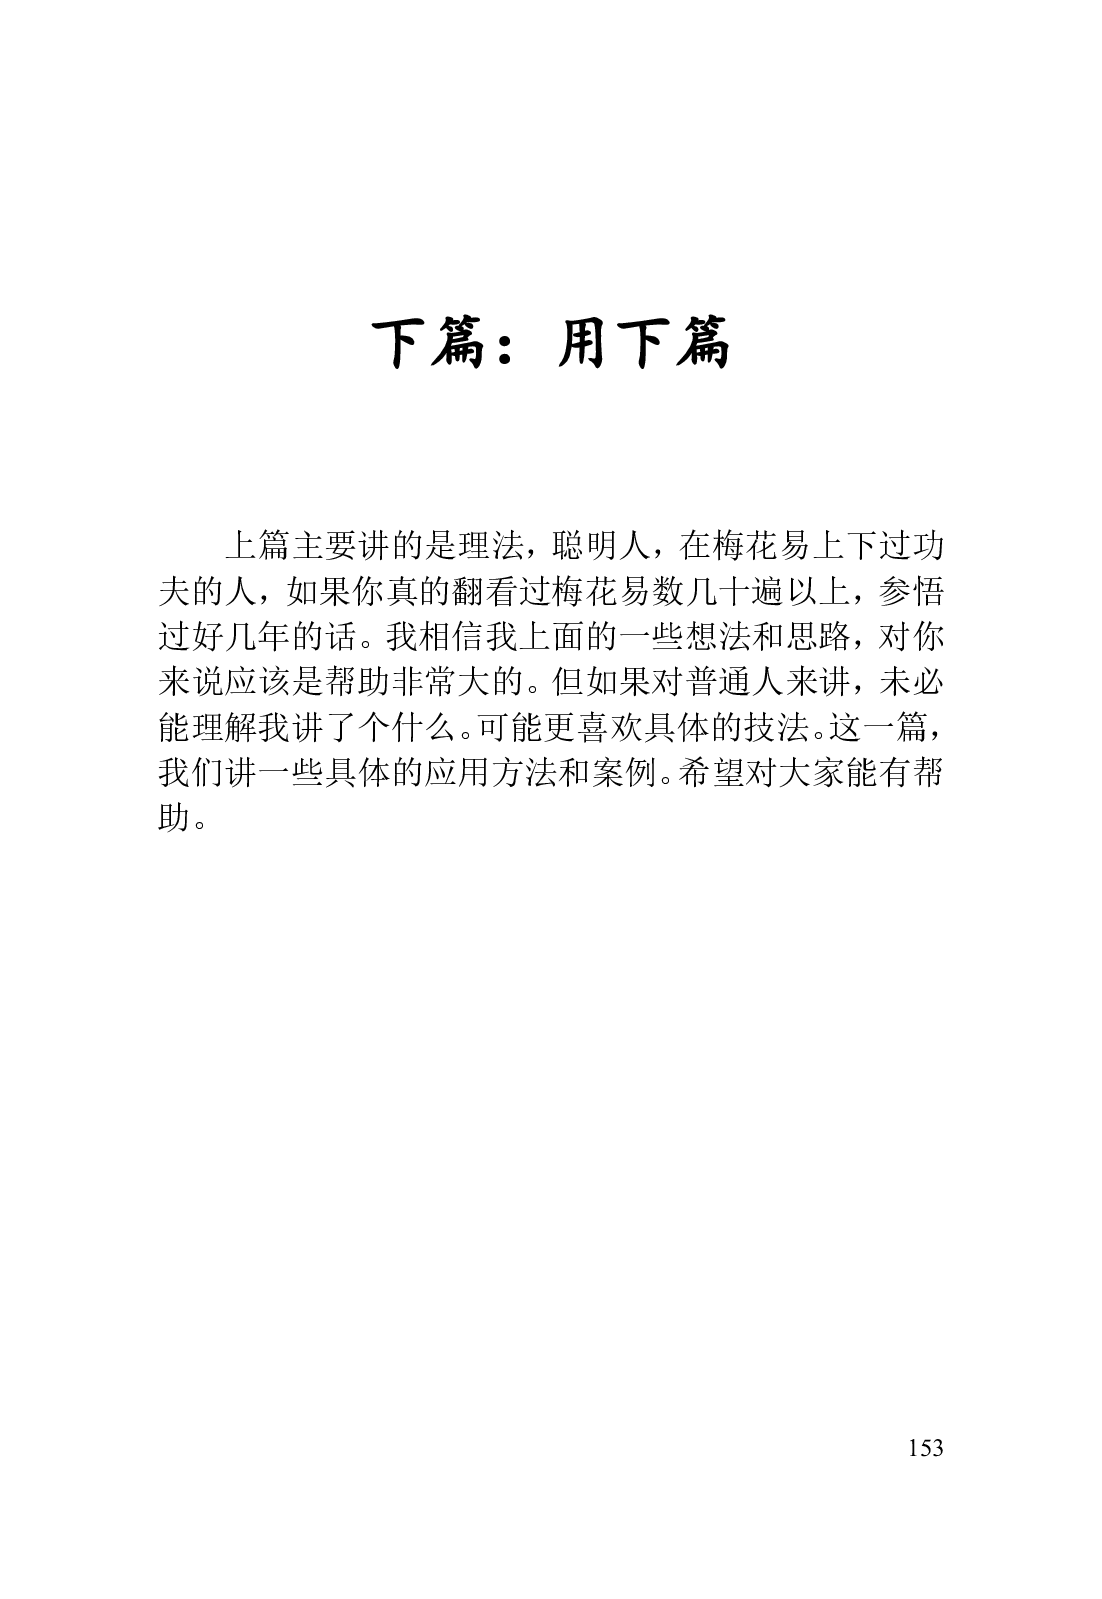 下篇：用下篇
上篇主要讲的是理法，聪明人，在梅花易上下过功
夫的人，如果你真的翻看过梅花易数几十遍以上，参悟
过好几年的话。我相信我上面的一些想法和思路，对你
来说应该是帮助非常大的。但如果对普通人来讲，未必
能理解我讲了个什么。可能更喜欢具体的技法。这一篇，
我们讲一些具体的应用方法和案例。希望对大家能有帮
助。
153